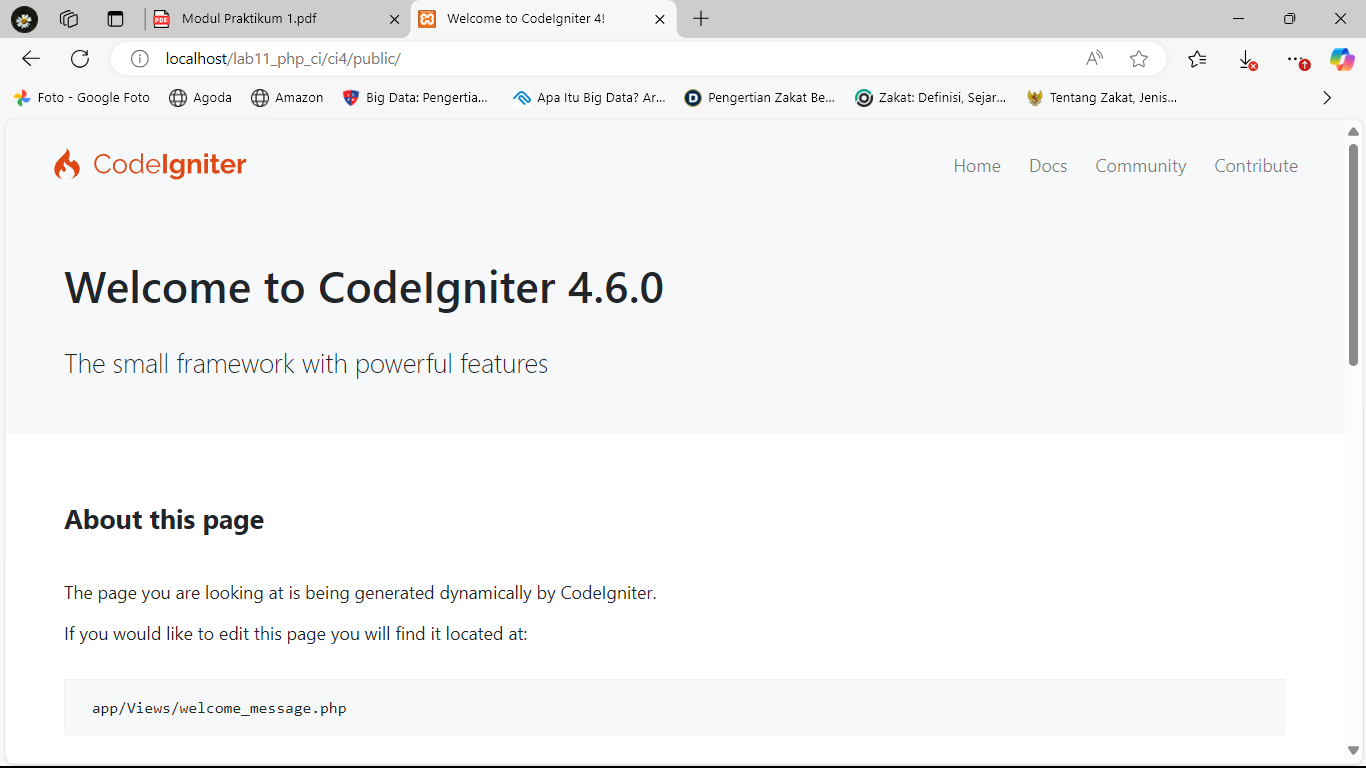 Modul Praktikum 1.pdf
Welcome to CodeIgniter 4!
localhost/lab11_php_ci/ci4/public/
Foto - Google Foto
Agoda
Amazon
Big Data: Pengertia...
Apa Itu Big Data? Ar...
Pengertian Zakat Be...
Zakat: Definisi, Sejar...
Tentang Zakat, Jenis...
CodeIgniter
Home
Docs
Community
Contribute
Welcome to CodeIgniter 4.6.0
The small framework with powerful features
About this page
The page you are looking at is being generated dynamically by CodeIgniter.
If you would like to edit this page you will find it located at:
app/Views/welcome_message.php